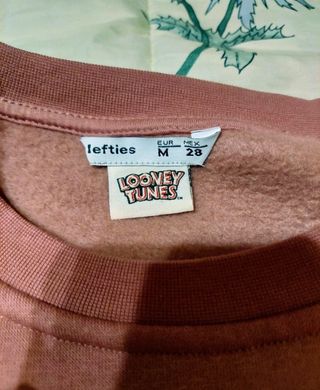 lefties
EUR MEX
M 28
LOONEY
TUNES